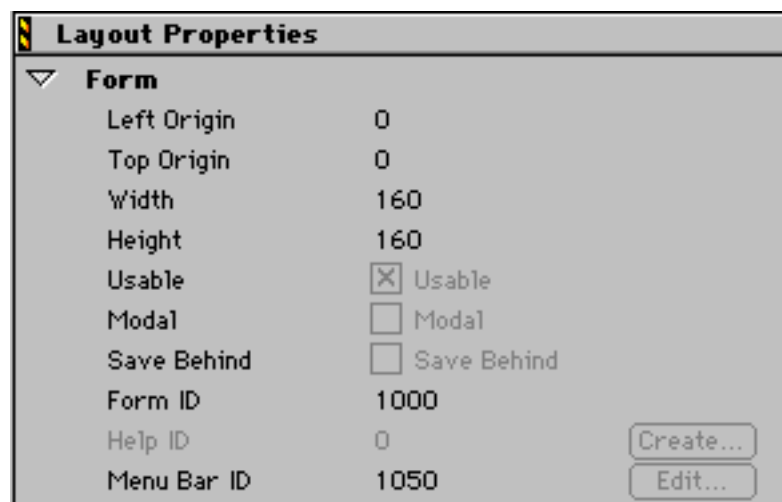 Layout Properties
Form
Left Origin 0
Top Origin 0
Width 160
Height 160
Usable Usable
Modal Modal
Save Behind Save Behind
Form ID 1000
Help ID 0 Create...
Menu Bar ID 1050 Edit...